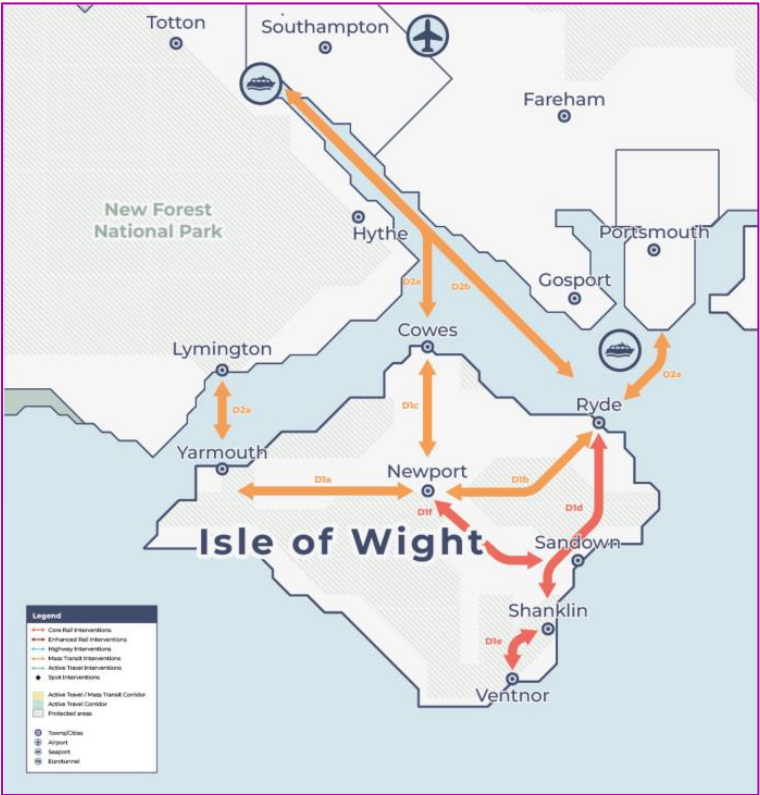 Totton
Southampton
Fareham
New Forest
National Park
Hythe
Portsmouth
Gosport
D2a
D2b
Cowes
Lymington
D2a
D2a
D1c
Ryde
Yarmouth
Newport
D1a
D1b
D1f
D1d
Isle of Wight
Sandown
Shanklin
D1e
Ventnor
Legend
Core Rail Interventions
Enhanced Rail Interventions
Highway Interventions
Mass Transit Interventions
Active Travel Interventions
Spot Interventions
Active Travel / Mass Transit Corridor
Active Travel Corridor
Protected areas
Towns/Cities
Airport
Seaport
Eurotunnel